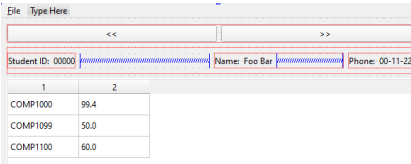 File Type Here
<< >>
Student ID: 00000 Name: Foo Bar Phone: 00-11-22
1 2
COMP1000 99.4
COMP1099 50.0
COMP1100 60.0